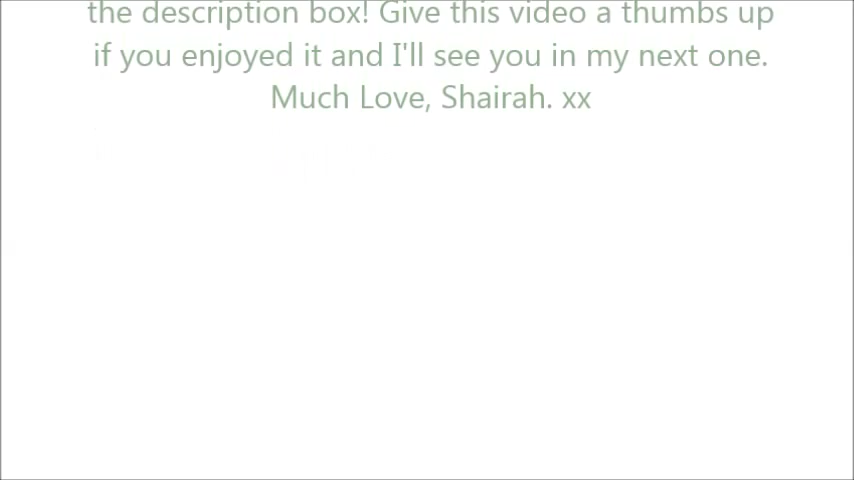 the description box! Give this video a thumbs up
if you enjoyed it and I'll see you in my next one.
Much Love, Shairah. xx